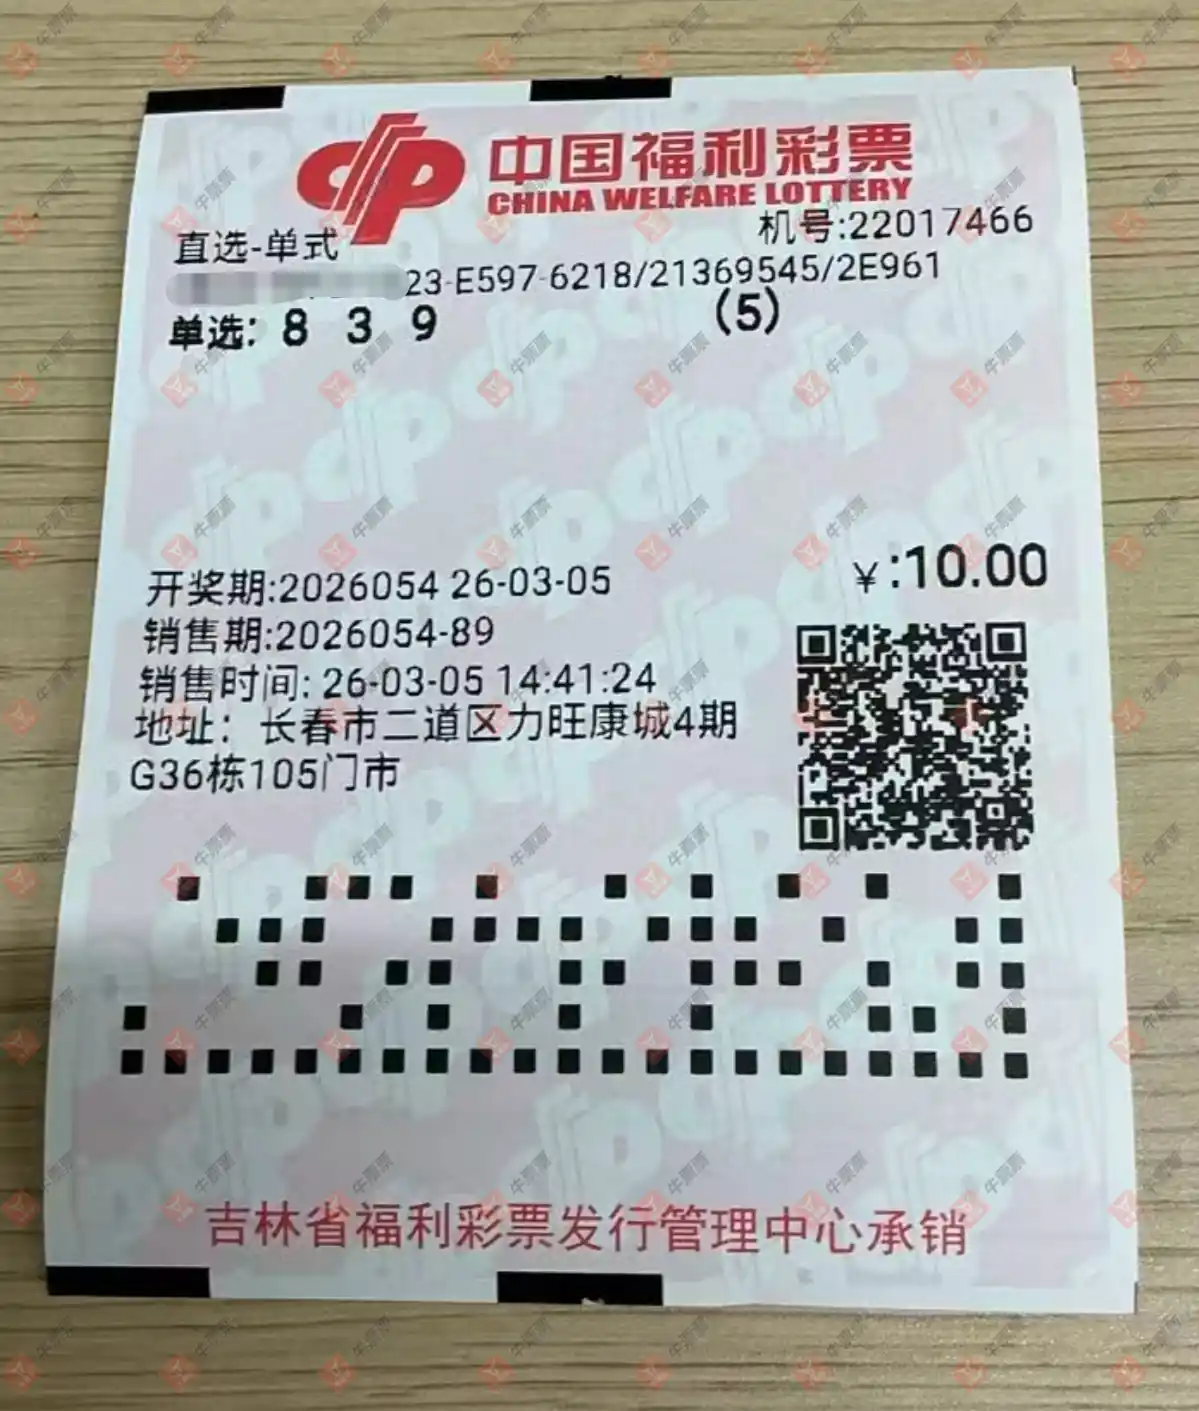 中国福利彩票
CHINA WELFARE LOTTERY
机号:22017466
直选-单式
23-E597-6218/21369545/2E961
单选: 8 3 9 (5)
开奖期:2026054 26-03-05 ¥:10.00
销售期:2026054-89
销售时间: 26-03-05 14:41:24
地址: 长春市二道区力旺康城4期
G36栋105门市
吉林省福利彩票发行管理中心承销
牛票票